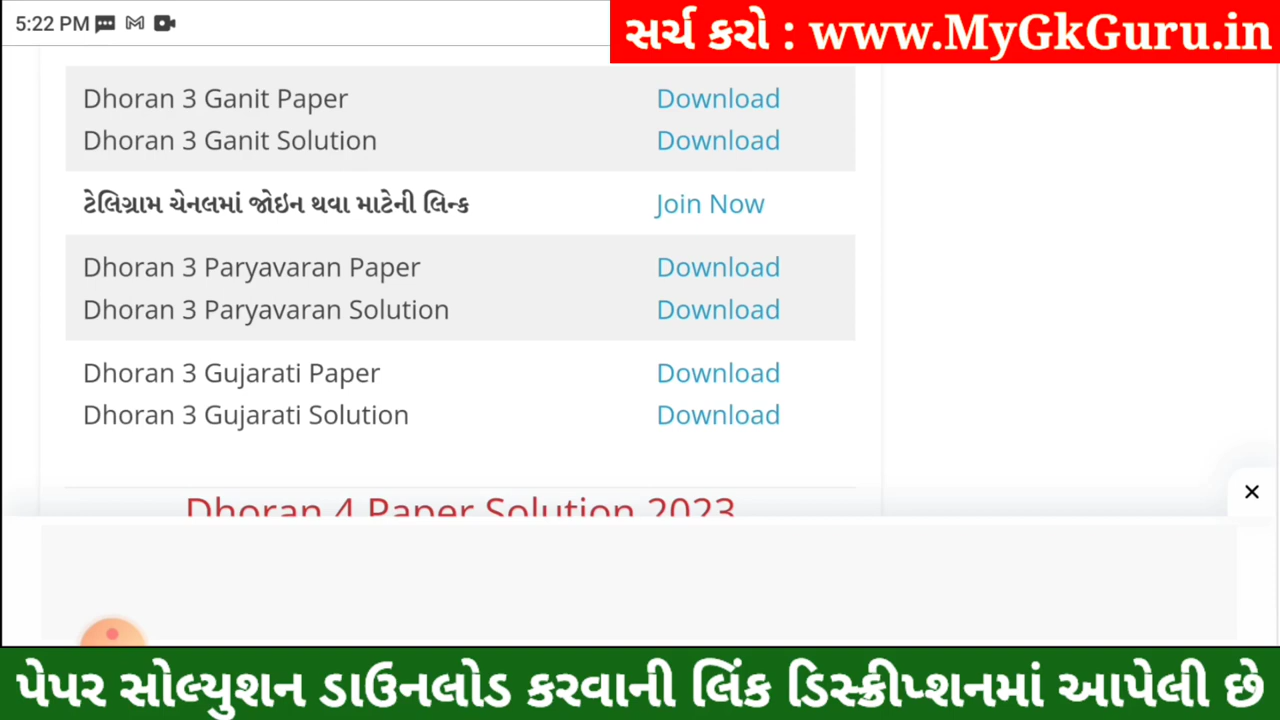 5:22 PM
સર્ચ કરો : www.MyGkGuru.in
Dhoran 3 Ganit Paper Download
Dhoran 3 Ganit Solution Download
ટેલિગ્રામ ચેનલમાં જોઇન થવા માટેની લિન્ક Join Now
Dhoran 3 Paryavaran Paper Download
Dhoran 3 Paryavaran Solution Download
Dhoran 3 Gujarati Paper Download
Dhoran 3 Gujarati Solution Download
Dhoran 4 Paper Solution 2023
પેપર સોલ્યુશન ડાઉનલોડ કરવાની લિંક ડિસ્ક્રીપ્શનમાં આપેલી છે